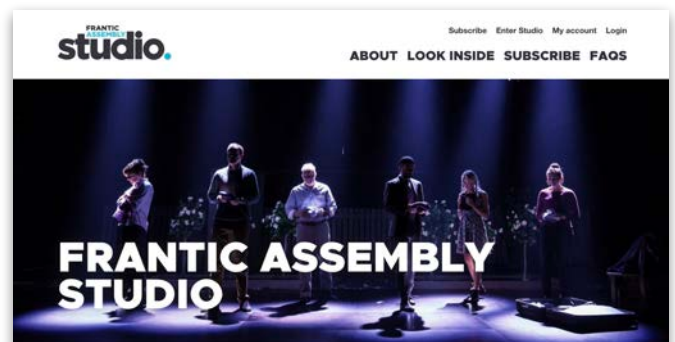 FRANTIC
ASSEMBLY
studio.
Subscribe Enter Studio My account Login
ABOUT LOOK INSIDE SUBSCRIBE FAQS
FRANTIC ASSEMBLY
STUDIO